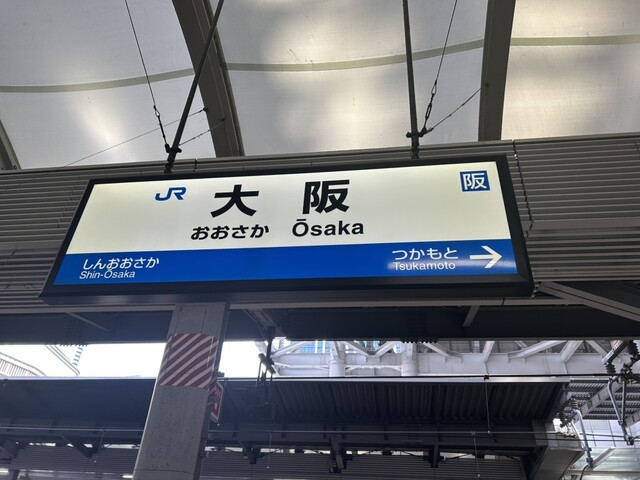 JR 大阪 阪
おおさか Ōsaka
しんおおさか つかもと
Shin-Ōsaka Tsukamoto